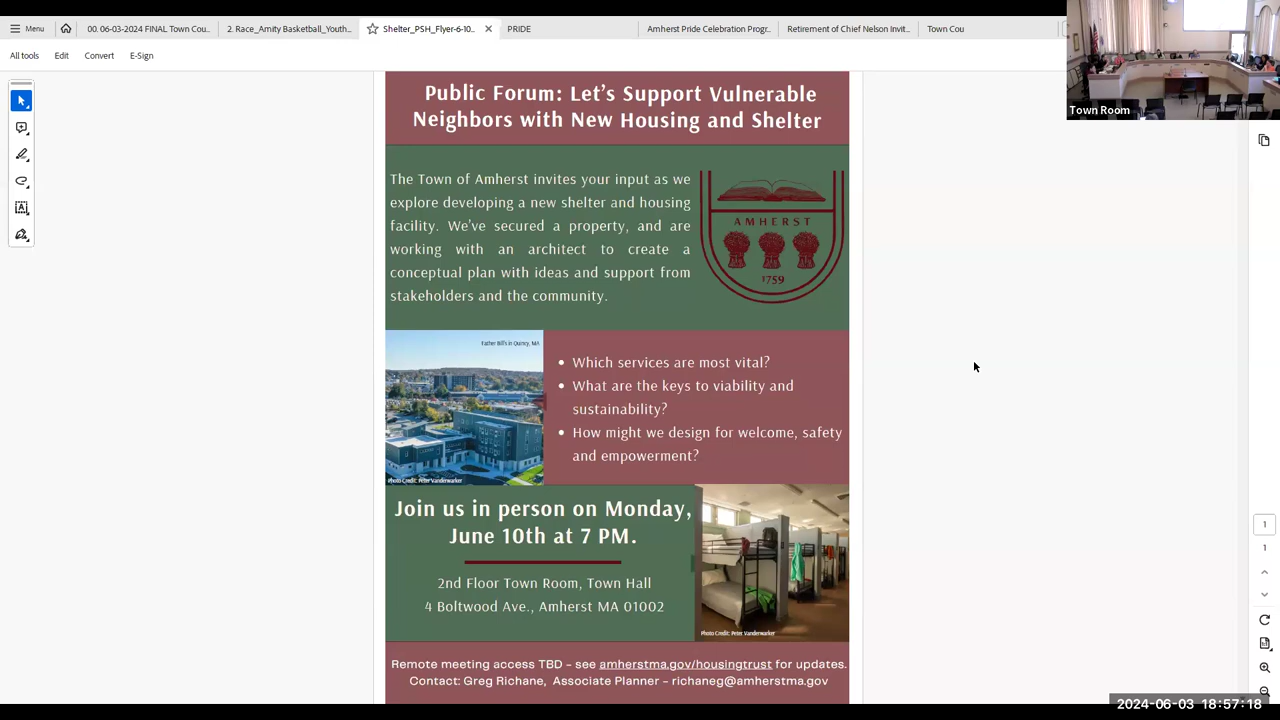 Menu
00. 06-03-2024 FINAL Town Cou...
2. Race_Amity Basketball_Youth...
Shelter_PSH_Flyer-6-10...
PRIDE
Amherst Pride Celebration Progr...
Retirement of Chief Nelson Invit...
Town Cou
All tools
Edit
Convert
E-Sign
Town Room
Public Forum: Let's Support Vulnerable
Neighbors with New Housing and Shelter
The Town of Amherst invites your input as we
explore developing a new shelter and housing
facility. We've secured a property, and are
working with an architect to create a
conceptual plan with ideas and support from
stakeholders and the community.
AMHERST
1759
Father Bill's in Quincy, MA
Photo Credit: Peter Vanderwarker
• Which services are most vital?
• What are the keys to viability and
sustainability?
• How might we design for welcome, safety
and empowerment?
Join us in person on Monday,
June 10th at 7 PM.
2nd Floor Town Room, Town Hall
4 Boltwood Ave., Amherst MA 01002
Photo Credit: Peter Vanderwarker
Remote meeting access TBD - see amherstma.gov/housingtrust for updates.
Contact: Greg Richane, Associate Planner - richaneg@amherstma.gov
1
1
2024-06-03 18:57:18